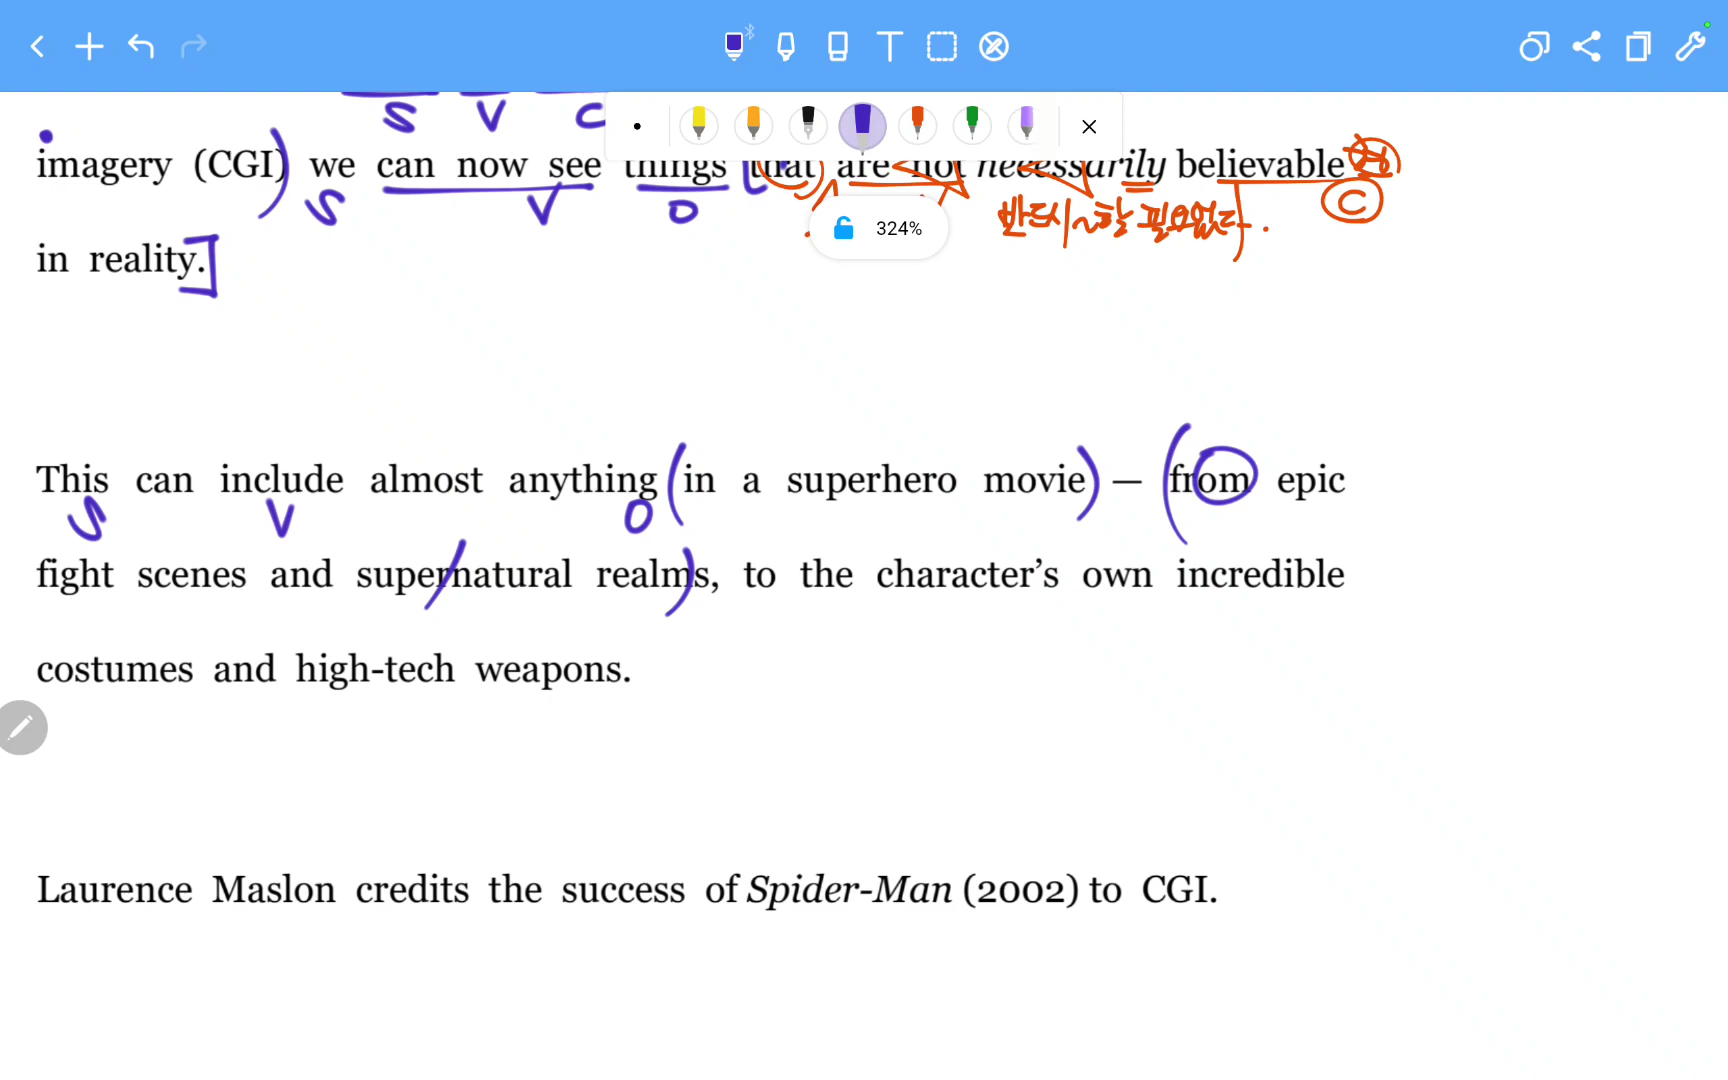 S V C
imagery (CGI) we can now see things that are not necessarily believable
S V O C
324%
반드시 ~할 필요없다.
in reality.
This can include almost anything in a superhero movie — from epic
S V O
fight scenes and supernatural realms, to the character's own incredible
costumes and high-tech weapons.
Laurence Maslon credits the success of Spider-Man (2002) to CGI.